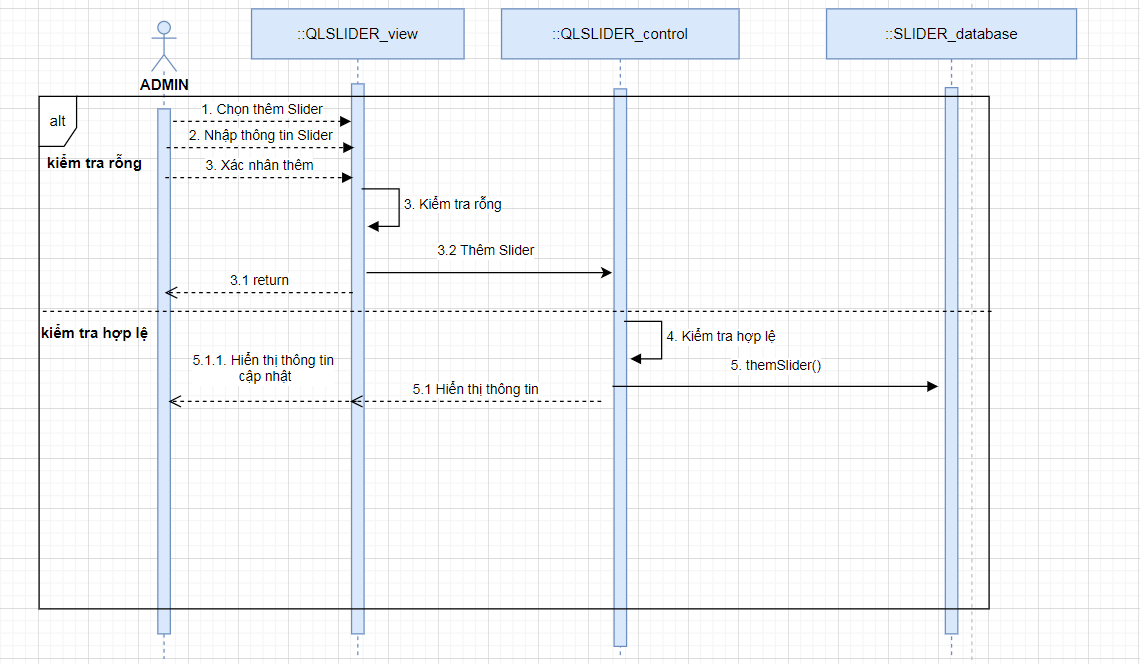 ::QLSLIDER_view
::QLSLIDER_control
::SLIDER_database
ADMIN
alt
1. Chọn thêm Slider
2. Nhập thông tin Slider
kiểm tra rỗng
3. Xác nhân thêm
3. Kiểm tra rỗng
3.2 Thêm Slider
3.1 return
kiểm tra hợp lệ
4. Kiểm tra hợp lệ
5.1.1. Hiển thị thông tin
cập nhật
5. themSlider()
5.1 Hiển thị thông tin